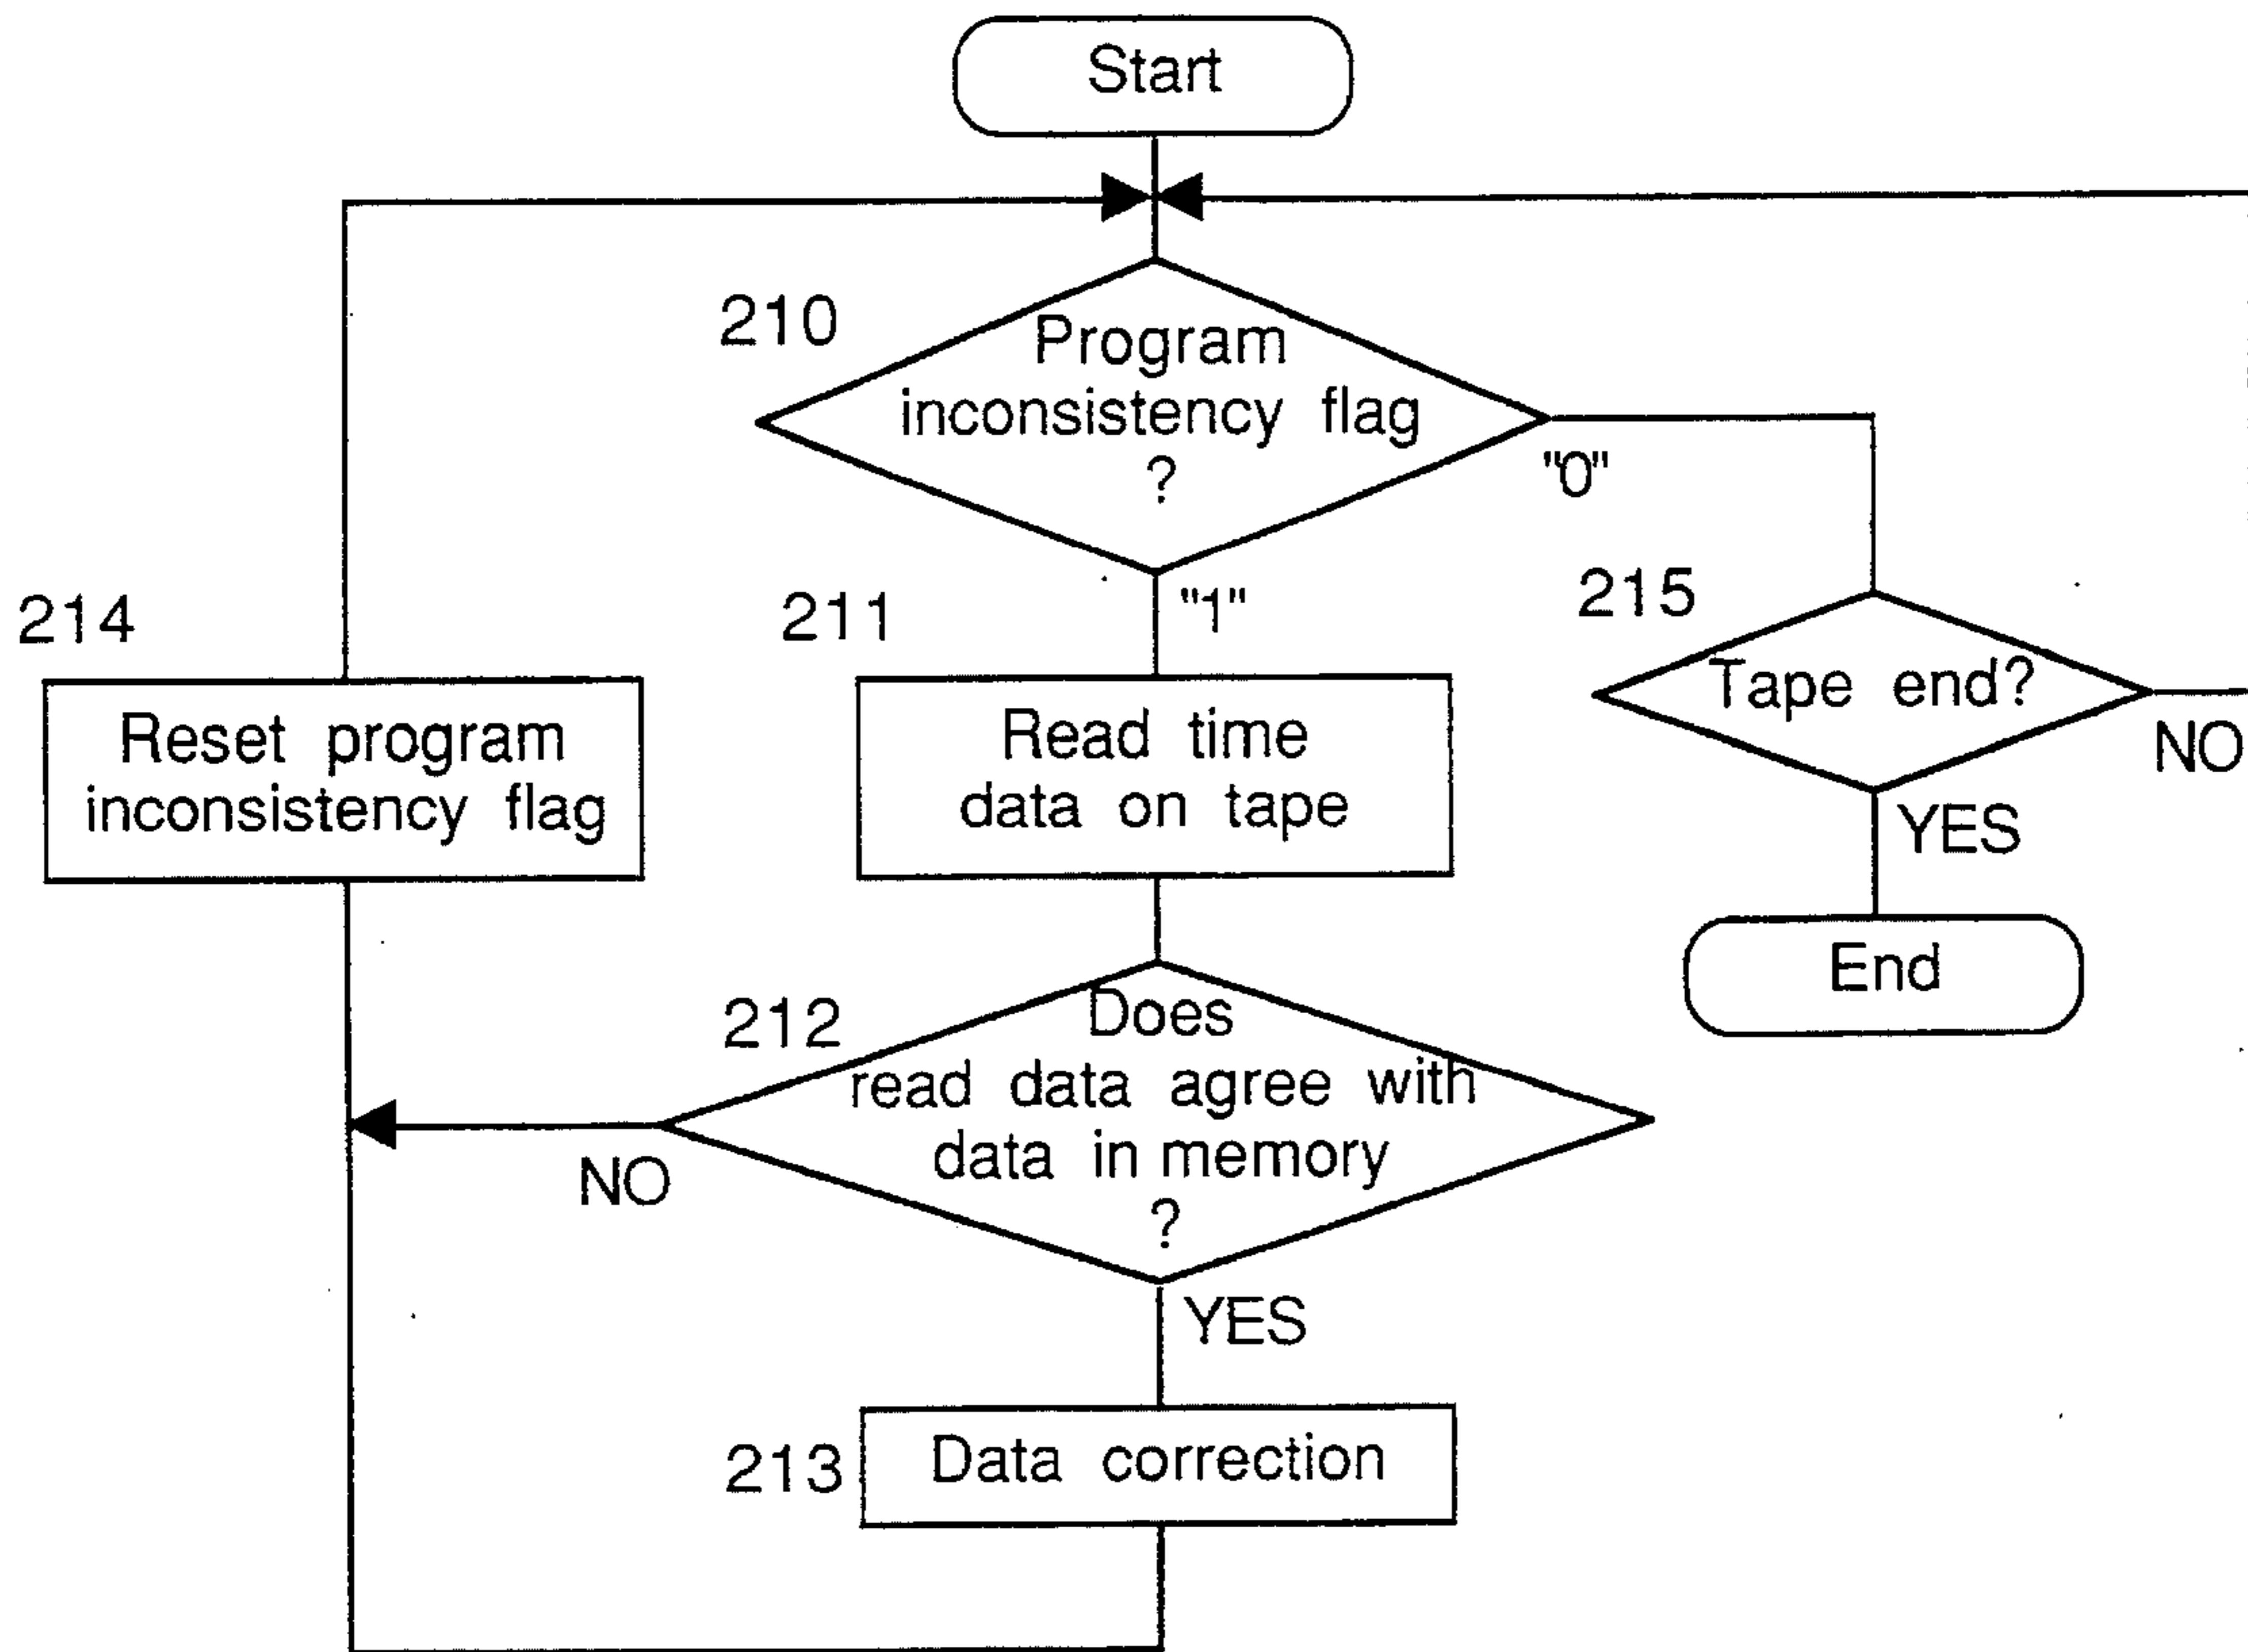 Start
210
Program
inconsistency flag
?
"0"
"1"
211
Read time
data on tape
214
Reset program
inconsistency flag
215
Tape end?
NO
YES
End
212
Does
read data agree with
data in memory
?
NO
YES
213
Data correction